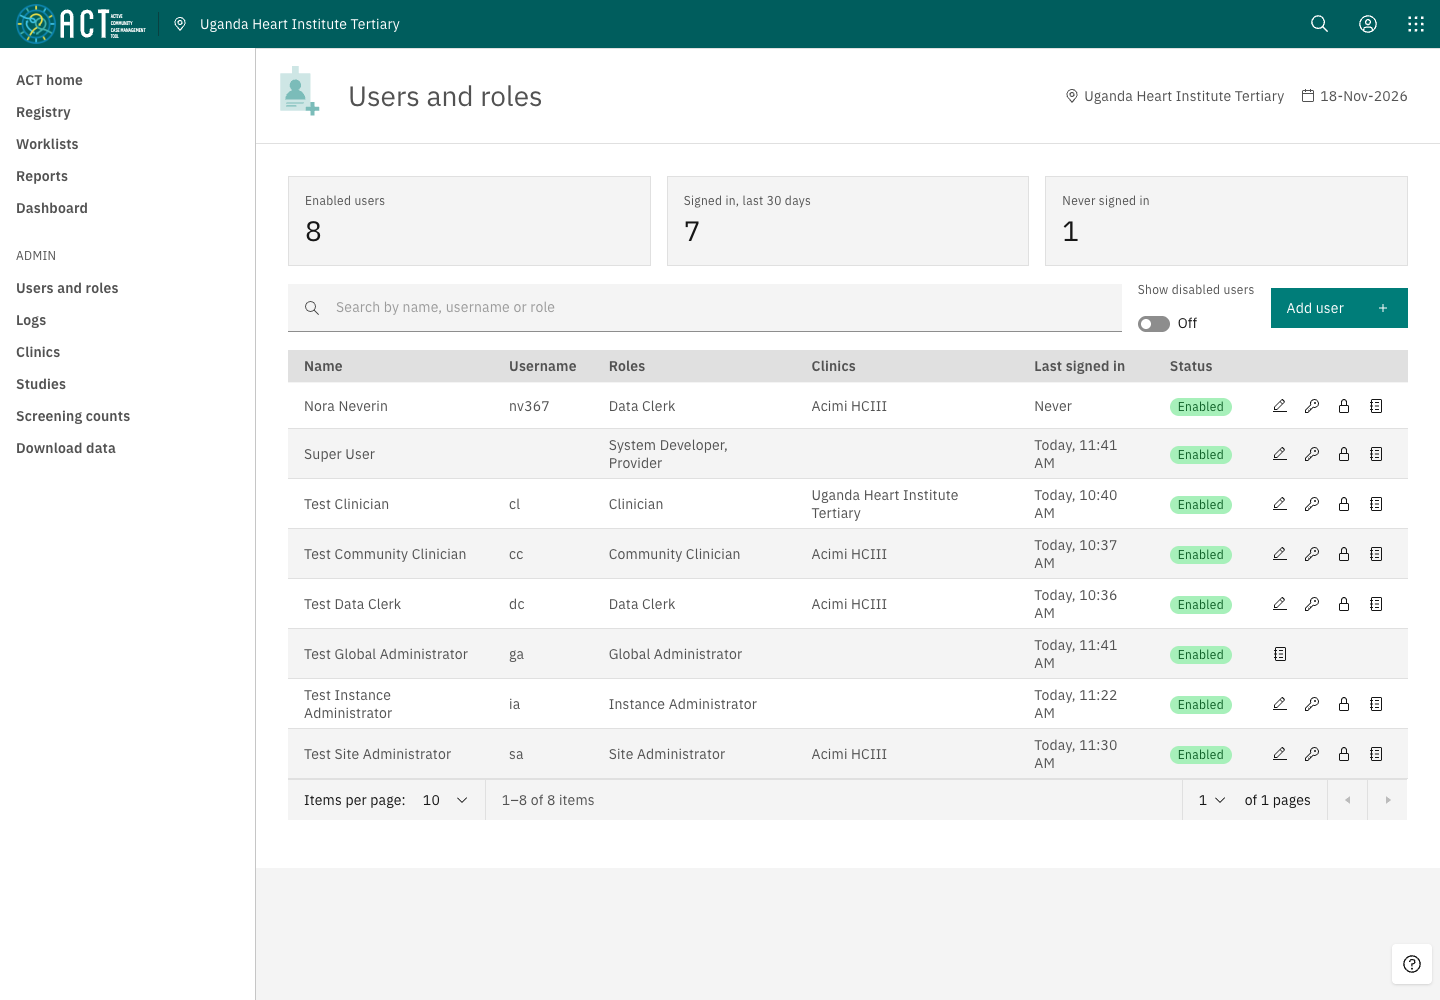 ACT ACTIVE
COMMUNITY
CASE MANAGEMENT
TOOL
Uganda Heart Institute Tertiary
ACT home
Registry
Worklists
Reports
Dashboard
ADMIN
Users and roles
Logs
Clinics
Studies
Screening counts
Download data
Users and roles
Uganda Heart Institute Tertiary 18-Nov-2026
Enabled users
8
Signed in, last 30 days
7
Never signed in
1
Search by name, username or role
Show disabled users
Off
Add user +
Name Username Roles Clinics Last signed in Status
Nora Neverin nv367 Data Clerk Acimi HCIII Never Enabled
Super User System Developer, Provider Today, 11:41 AM Enabled
Test Clinician cl Clinician Uganda Heart Institute Tertiary Today, 10:40 AM Enabled
Test Community Clinician cc Community Clinician Acimi HCIII Today, 10:37 AM Enabled
Test Data Clerk dc Data Clerk Acimi HCIII Today, 10:36 AM Enabled
Test Global Administrator ga Global Administrator Today, 11:41 AM Enabled
Test Instance Administrator ia Instance Administrator Today, 11:22 AM Enabled
Test Site Administrator sa Site Administrator Acimi HCIII Today, 11:30 AM Enabled
Items per page: 10 1–8 of 8 items 1 of 1 pages